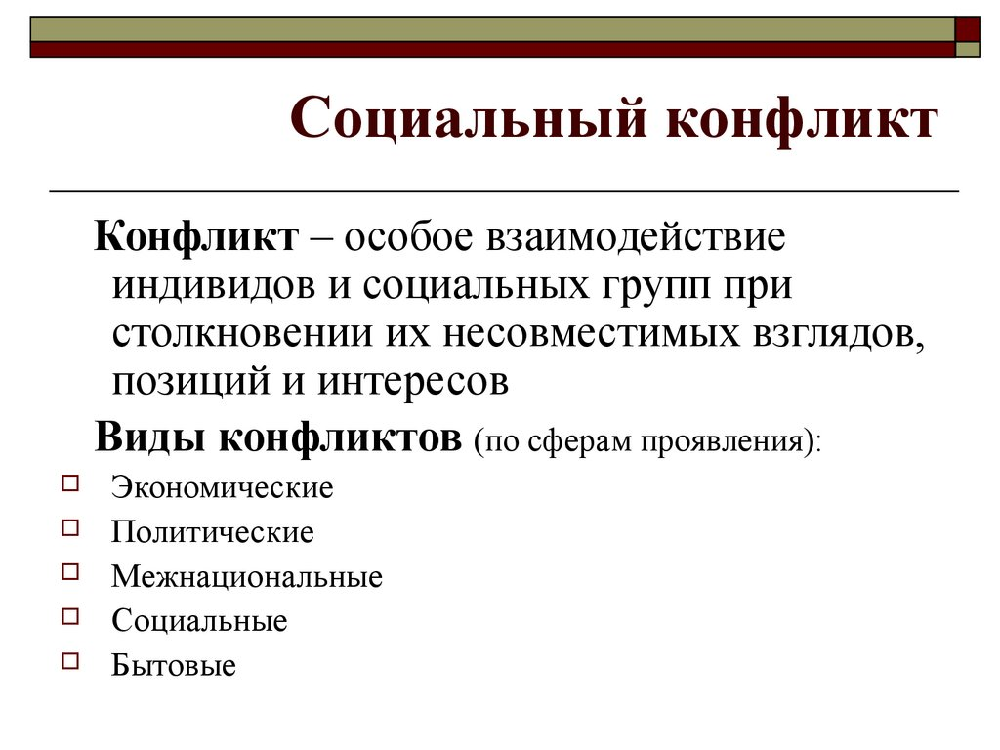 Социальный конфликт
Конфликт – особое взаимодействие
индивидов и социальных групп при
столкновении их несовместимых взглядов,
позиций и интересов
Виды конфликтов (по сферам проявления):
Экономические
Политические
Межнациональные
Социальные
Бытовые